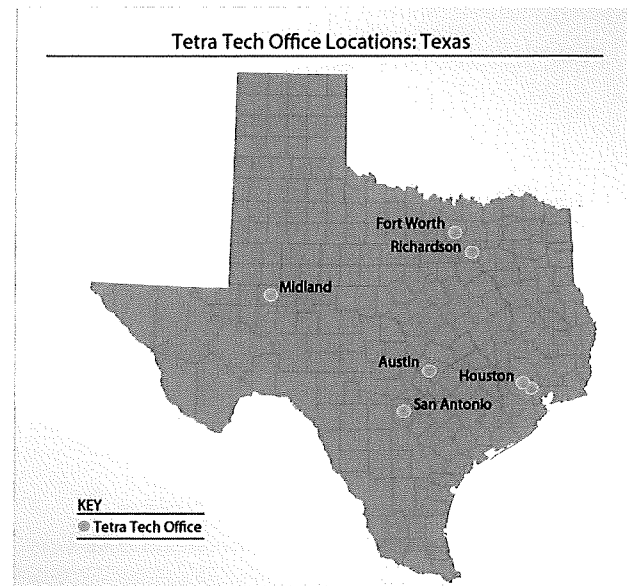 Tetra Tech Office Locations: Texas
Fort Worth
Richardson
Midland
Austin
Houston
San Antonio
KEY
Tetra Tech Office